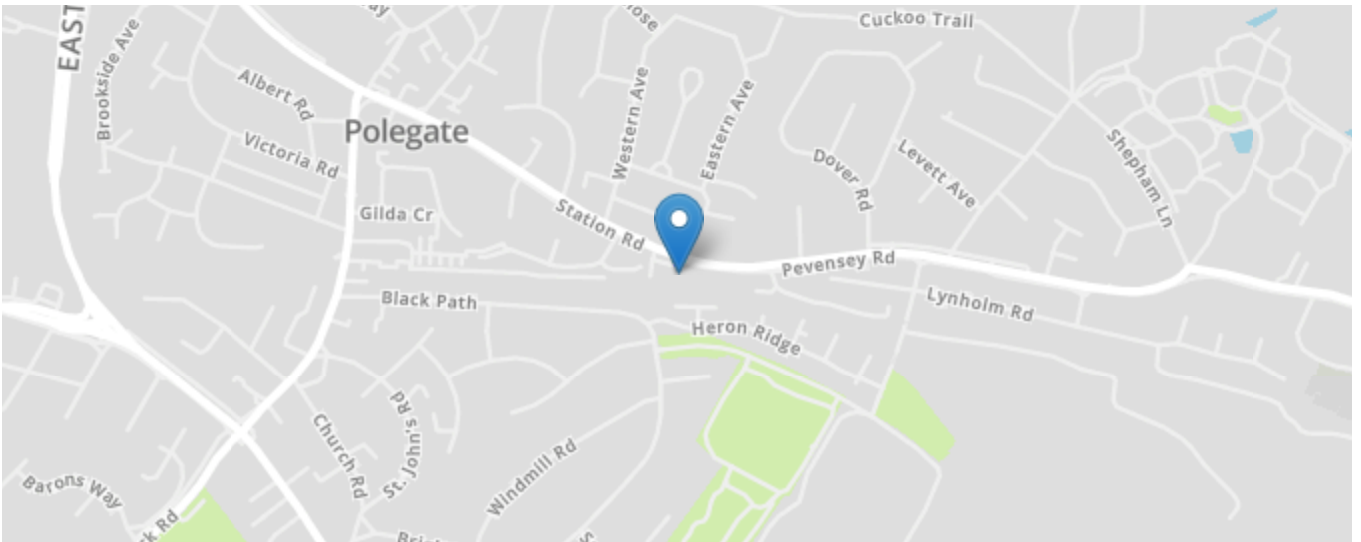 EAST
Brookside Ave
Albert Rd
Victoria Rd
Polegate
Gilda Cr
Station Rd
Western Ave
Eastern Ave
Cuckoo Trail
Dover Rd
Levett Ave
Shepham Ln
Pevensey Rd
Lynholm Rd
Black Path
Heron Ridge
Church Rd
St. John's Rd
Windmill Rd
Barons Way